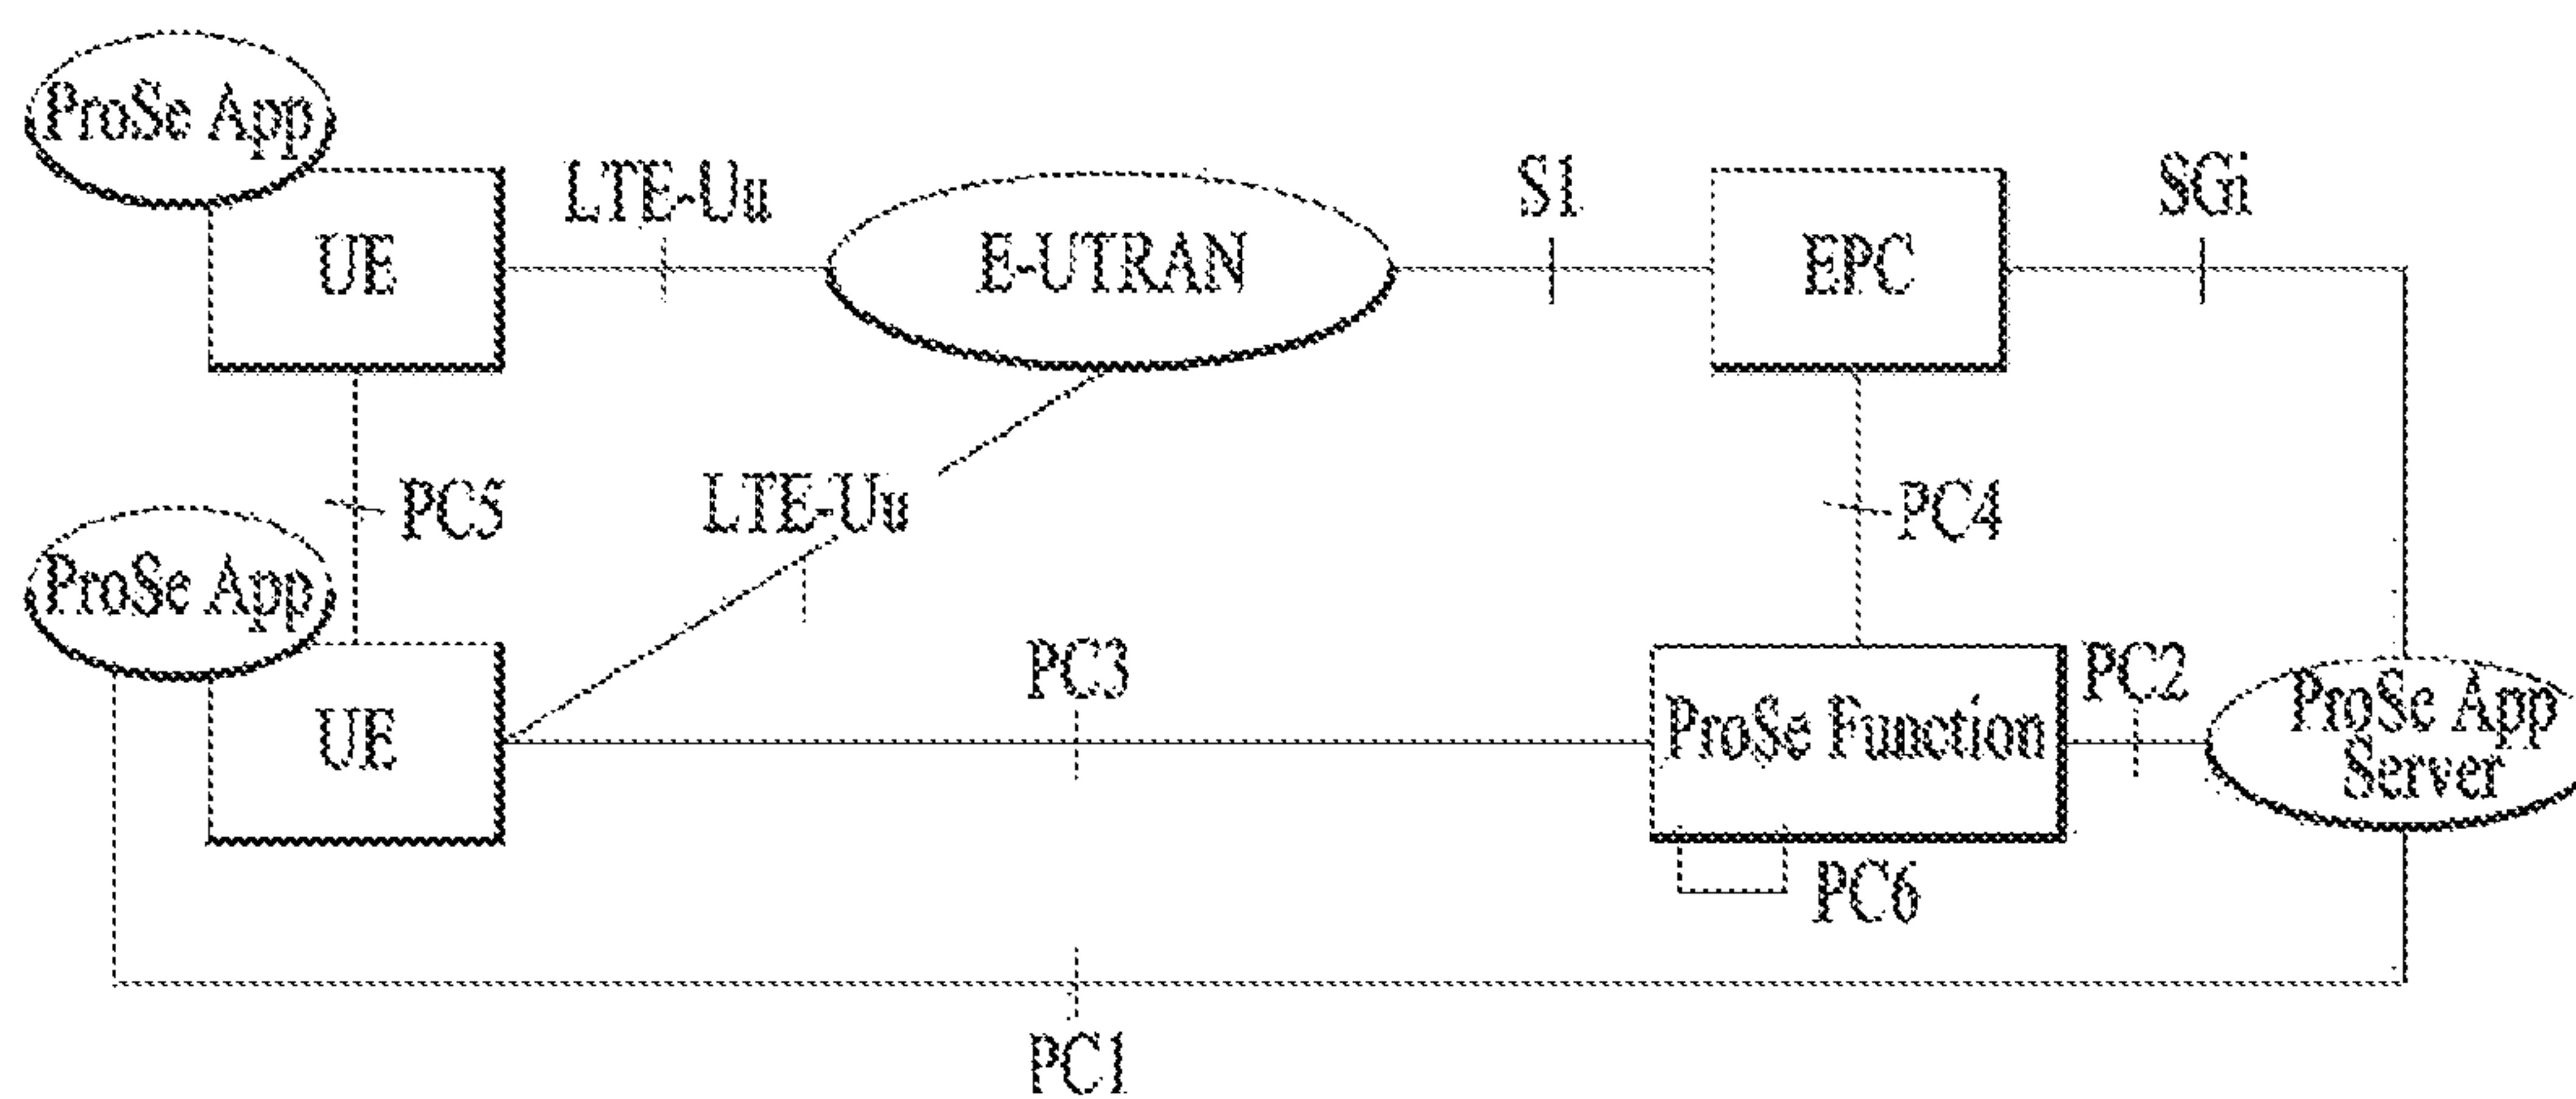 ProSe App
LTE-Uu
S1
SGi
UE
E-UTRAN
EPC
PC5
LTE-Uu
PC4
ProSe App
PC3
PC2
ProSe App
Server
UE
ProSe Function
PC6
PC1